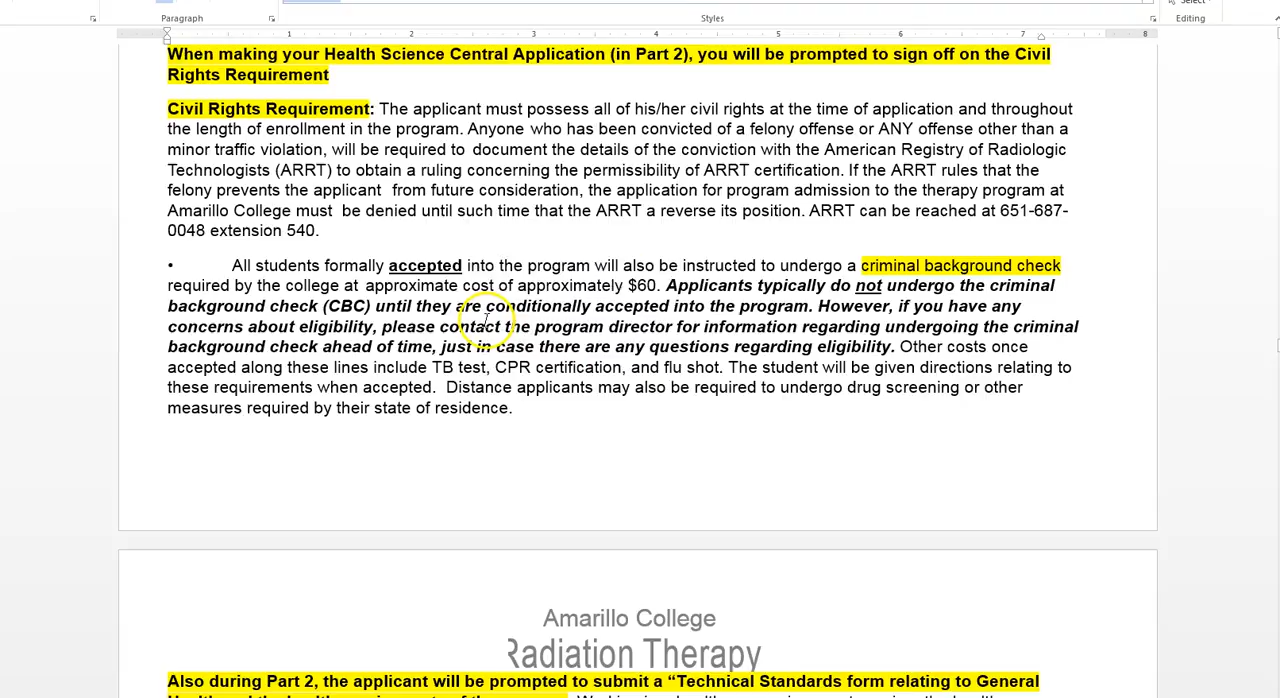 Select
Paragraph
Styles
Editing
1 2 3 4 5 6 7 8
When making your Health Science Central Application (in Part 2), you will be prompted to sign off on the Civil
Rights Requirement
Civil Rights Requirement: The applicant must possess all of his/her civil rights at the time of application and throughout
the length of enrollment in the program. Anyone who has been convicted of a felony offense or ANY offense other than a
minor traffic violation, will be required to document the details of the conviction with the American Registry of Radiologic
Technologists (ARRT) to obtain a ruling concerning the permissibility of ARRT certification. If the ARRT rules that the
felony prevents the applicant from future consideration, the application for program admission to the therapy program at
Amarillo College must be denied until such time that the ARRT a reverse its position. ARRT can be reached at 651-687-
0048 extension 540.
• All students formally accepted into the program will also be instructed to undergo a criminal background check
required by the college at approximate cost of approximately $60. Applicants typically do not undergo the criminal
background check (CBC) until they are conditionally accepted into the program. However, if you have any
concerns about eligibility, please contact the program director for information regarding undergoing the criminal
background check ahead of time, just in case there are any questions regarding eligibility. Other costs once
accepted along these lines include TB test, CPR certification, and flu shot. The student will be given directions relating to
these requirements when accepted. Distance applicants may also be required to undergo drug screening or other
measures required by their state of residence.
Amarillo College
Radiation Therapy
Also during Part 2, the applicant will be prompted to submit a “Technical Standards form relating to General